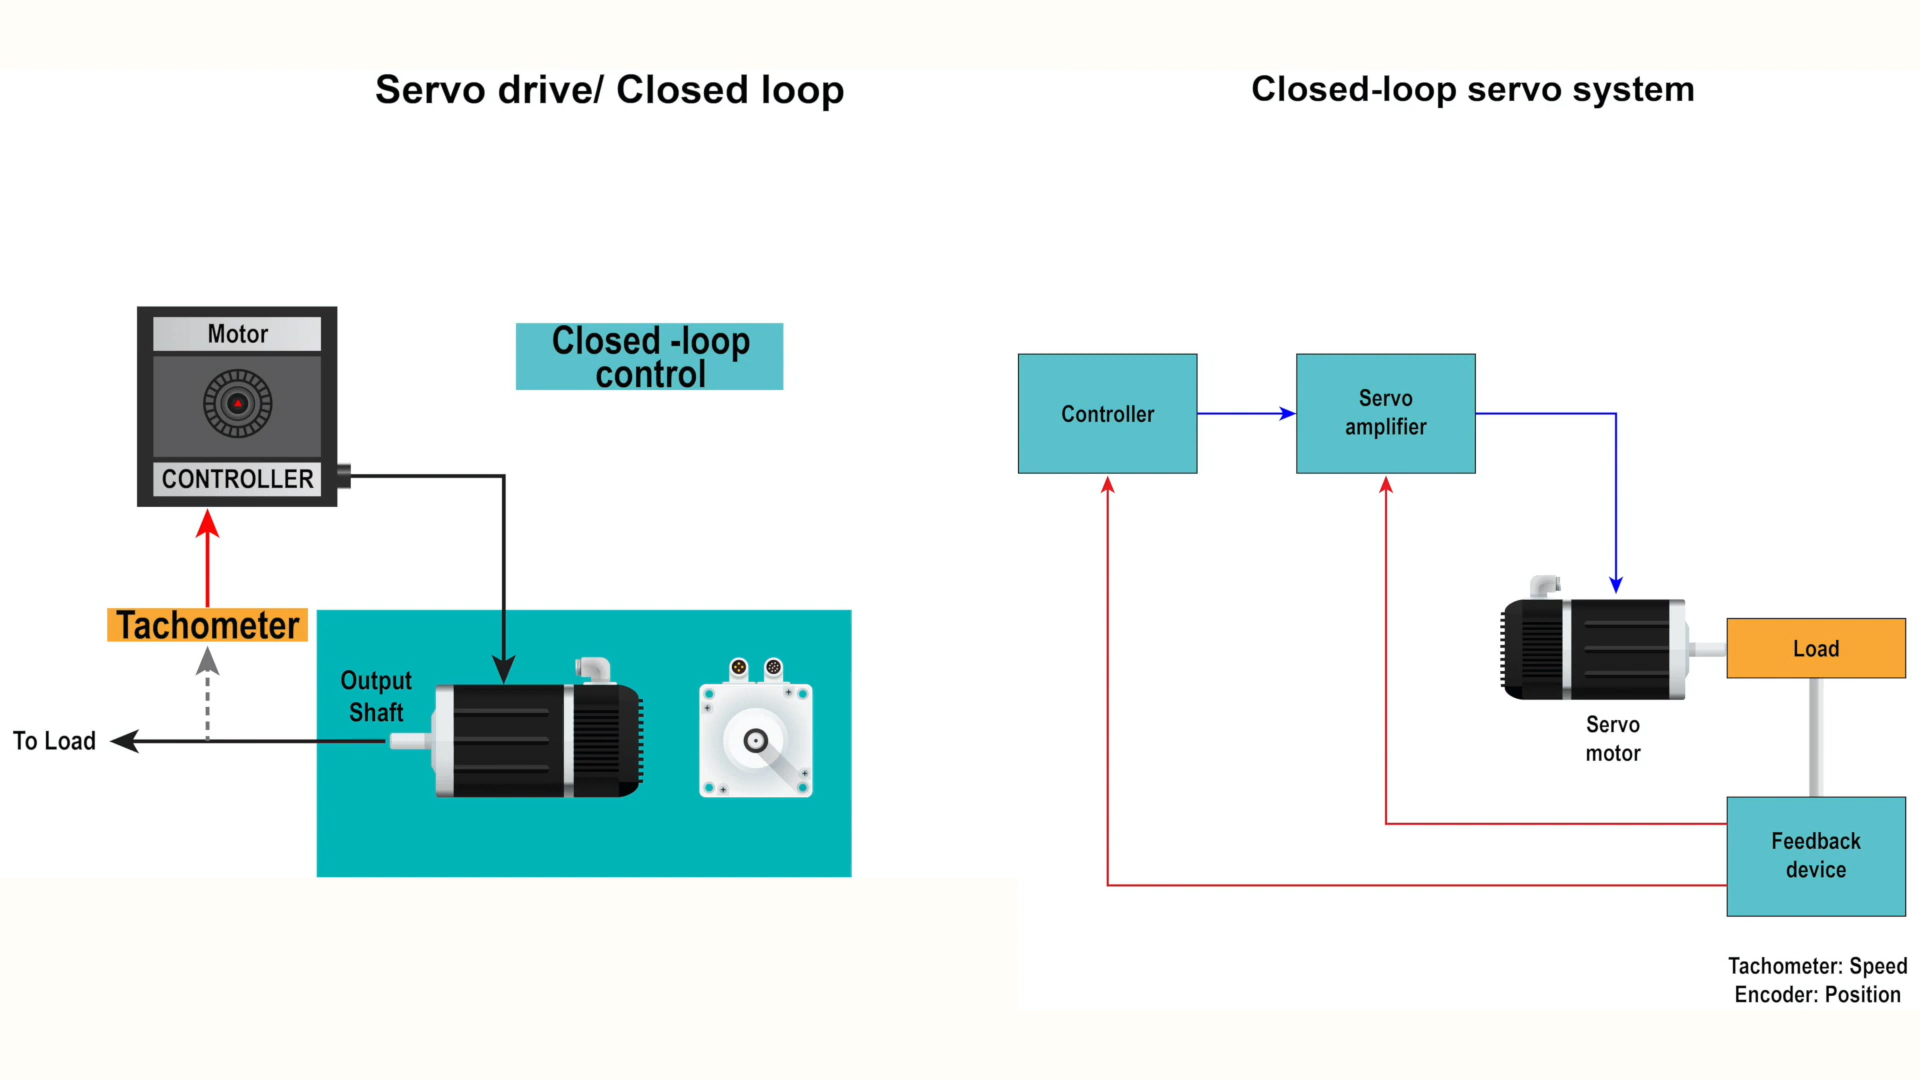 Servo drive/ Closed loop
Motor
CONTROLLER
Closed -loop
control
Tachometer
Output
Shaft
To Load
Closed-loop servo system
Controller
Servo
amplifier
Servo
motor
Load
Feedback
device
Tachometer: Speed
Encoder: Position